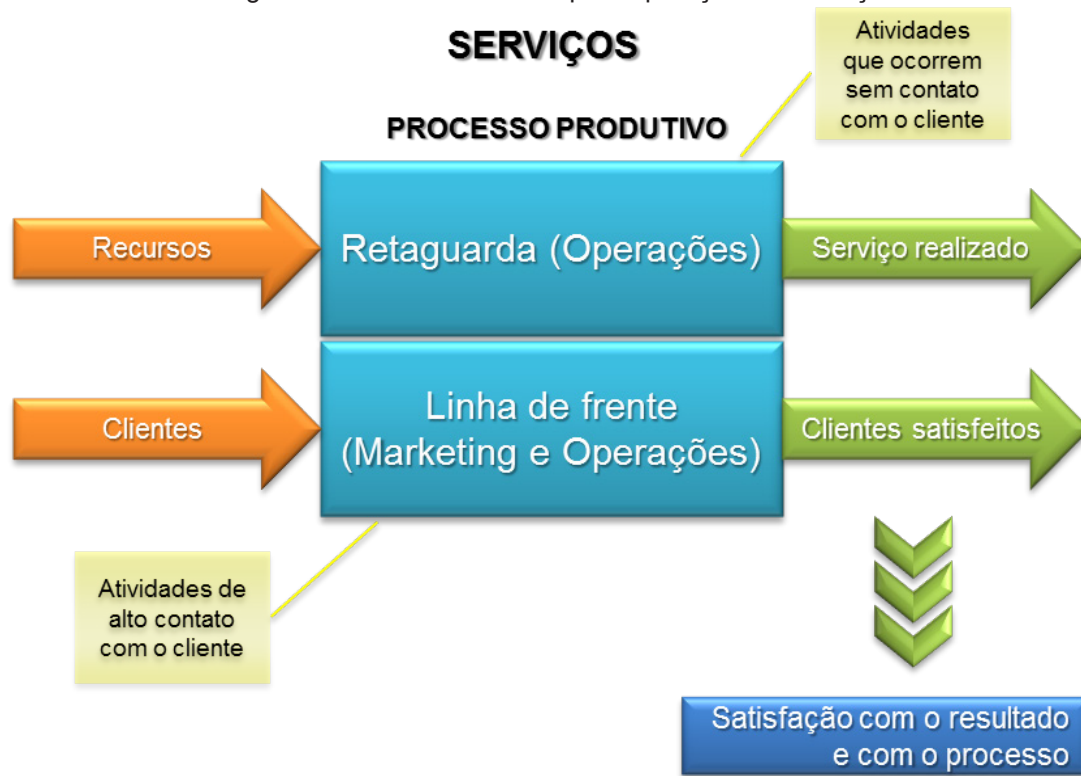 SERVIÇOS
Atividades
que ocorrem
sem contato
com o cliente
PROCESSO PRODUTIVO
Recursos
Retaguarda (Operações)
Serviço realizado
Clientes
Linha de frente
(Marketing e Operações)
Clientes satisfeitos
Atividades de
alto contato
com o cliente
Satisfação com o resultado
e com o processo